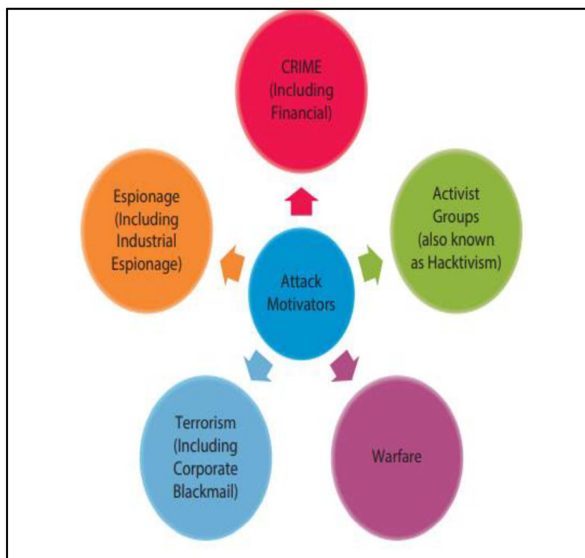 CRIME
(Including
Financial)
Espionage
(Including
Industrial
Espionage)
Activist
Groups
(also known
as Hacktivism)
Attack
Motivators
Terrorism
(Including
Corporate
Blackmail)
Warfare